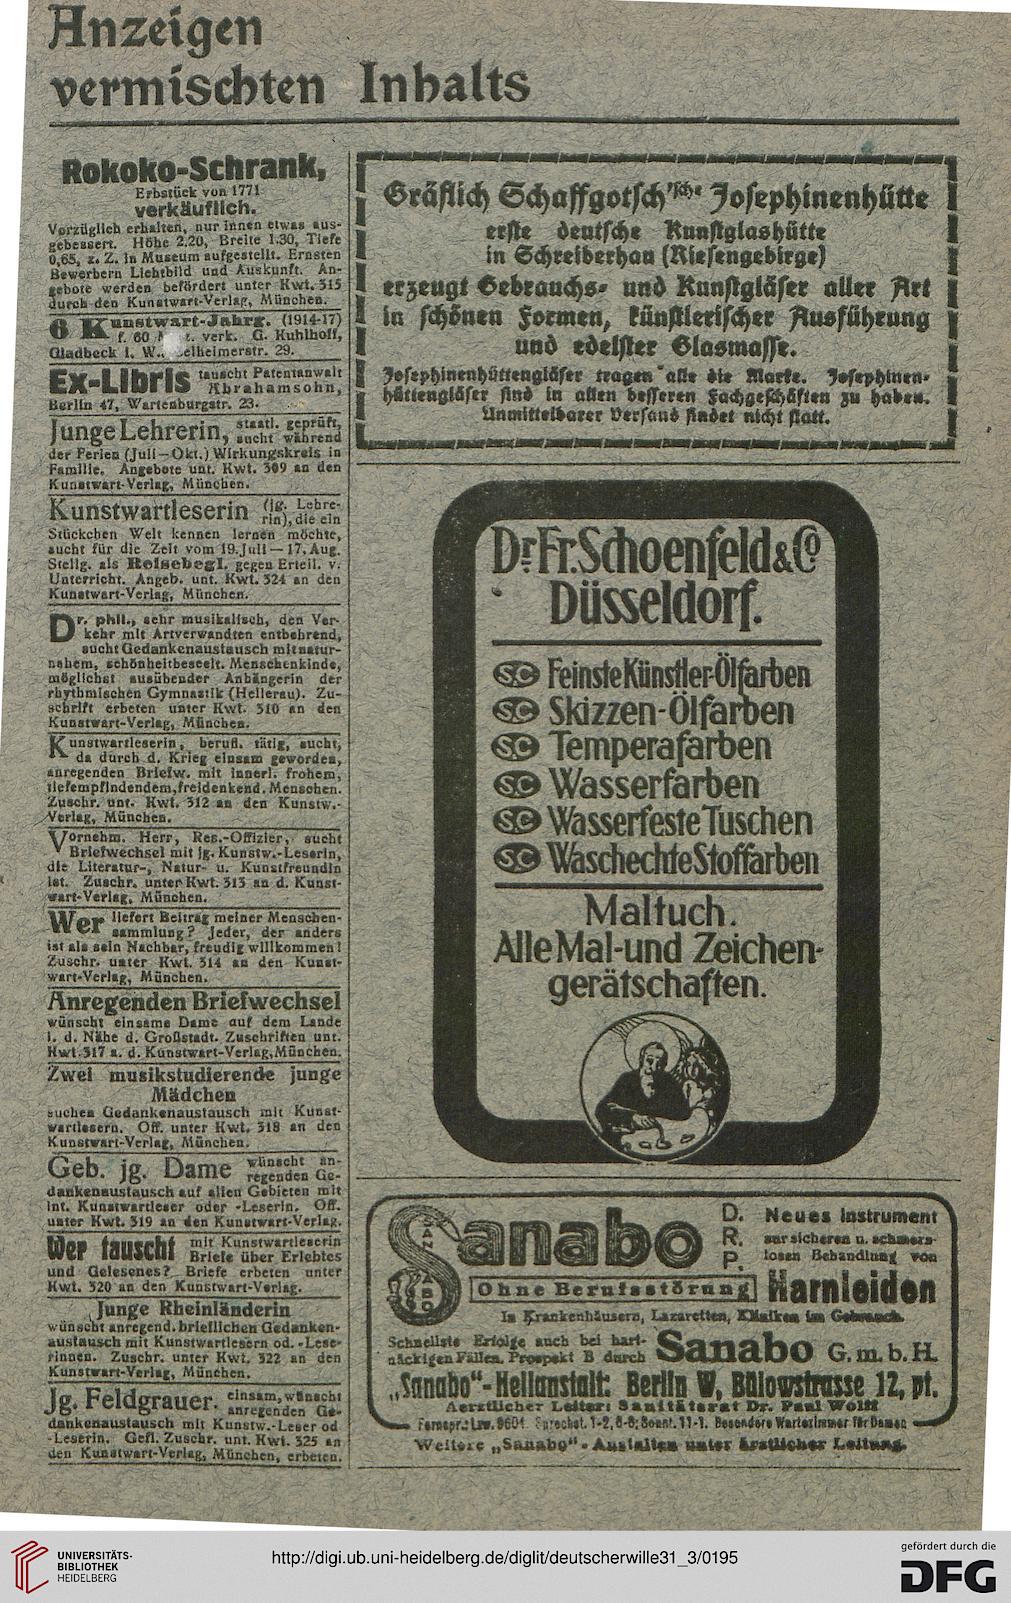 Anzeigen
vermischten Inhalts
Rokoko-Schrank,
Erbstück von 1771
verkäuflich.
Vorzüglich erhalten, nur innen etwas aus-
gebessert. Höhe 2.20, Breite 1.30, Tiefe
0,65, z. Z. in Museum aufgestellt. Ernsten
Bewerbern Lichtbild und Auskunft. An-
gebote werden befördert unter Kwt. 315
durch den Kunstwart-Verlag, München.
6 Kunstwart-Jahrg. (1914-17)
f. 60 verk. G. Kuhlhoff,
Gladbeck i. W., elheimerstr. 29.
Ex-Libris tauscht Patentanwalt
Abrahamsohn,
Berlin 47, Wartenburgstr. 23.
Junge Lehrerin, staatl. geprüft,
sucht während
der Ferien (Juli—Okt.) Wirkungskreis in
Familie. Angebote unt. Kwt. 309 an den
Kunstwart-Verlag, München.
Kunstwartleserin (jg. Lehre-
rin), die ein
Stückchen Welt kennen lernen möchte,
sucht für die Zeit vom 19. Juli — 17. Aug.
Stellg. als Reisebegl. gegen Erteil. v.
Unterricht. Angeb. unt. Kwt. 324 an den
Kunstwart-Verlag, München.
Dr. phil., sehr musikalisch, den Ver-
kehr mit Artverwandten entbehrend,
sucht Gedankenaustausch mit natur-
nahem, schönheitbeseelt. Menschenkinde,
möglichst ausübender Anhängerin der
rhythmischen Gymnastik (Hellerau). Zu-
schrift erbeten unter Kwt. 310 an den
Kunstwart-Verlag, München.
Kunstwartleserin, berufl. tätig, sucht,
da durch d. Krieg einsam geworden,
anregenden Briefw. mit innerl. frohem,
tiefempfindendem, freidenkend. Menschen.
Zuschr. unt. Kwt. 312 an den Kunstw.-
Verlag, München.
Vornehm. Herr, Res.-Offizier, sucht
Briefwechsel mit jg. Kunstw.-Leserin,
die Literatur-, Natur- u. Kunstfreundin
ist. Zuschr. unter Kwt. 313 an d. Kunst-
wart-Verlag, München.
Wer liefert Beitrag meiner Menschen-
sammlung? Jeder, der anders
ist als sein Nachbar, freudig willkommen!
Zuschr. unter Kwt. 314 an den Kunst-
wart-Verlag, München.
Anregenden Briefwechsel
wünscht einsame Dame auf dem Lande
i. d. Nähe d. Großstadt. Zuschriften unt.
Kwt. 317 a. d. Kunstwart-Verlag, München.
Zwei musikstudierende junge
Mädchen
suchen Gedankenaustausch mit Kunst-
wartlesern. Off. unter Kwt. 318 an den
Kunstwart-Verlag, München.
Geb. jg. Dame wünscht an-
regenden Ge-
dankenaustausch auf allen Gebieten mit
int. Kunstwartleser oder -Leserin. Off.
unter Kwt. 319 an den Kunstwart-Verlag.
Wer tauscht mit Kunstwartleserin
Briefe über Erlebtes
und Gelesenes? Briefe erbeten unter
Kwt. 320 an den Kunstwart-Verlag.
Junge Rheinländerin
wünscht anregend. brieflichen Gedanken-
austausch mit Kunstwartlesern od. -Lese-
rinnen. Zuschr. unter Kwt. 322 an den
Kunstwart-Verlag, München.
Jg. Feldgrauer. einsam, wünscht
anregenden Ge-
dankenaustausch mit Kunstw.-Leser od
-Leserin. Gefl. Zuschr. unt. Kwt. 325 an
den Kunstwart-Verlag, München, erbeten.
Gräflich Schaffgotsch'sche Josephinenhütte
erste deutsche Kunstglashütte
in Schreiberhau (Riesengebirge)
erzeugt Gebrauchs- und Kunstgläser aller Art
in schönen Formen, künstlerischer Ausführung
und edelster Glasmasse.
Josephinenhüttengläser tragen alle die Marke. Josephinen-
hüttengläser sind in allen besseren Fachgeschäften zu haben.
Unmittelbarer Versand findet nicht statt.
Dr. Fr. Schoenfeld & Co
Düsseldorf.
S.C Feinste Künstler-Ölfarben
S.C Skizzen-Ölfarben
S.C Temperafarben
S.C Wasserfarben
S.C Wasserfeste Tuschen
S.C Waschechte Stoffarben
Maltuch.
Alle Mal- und Zeichen-
gerätschaften.
Sanabo D. R. P.
SANABO
Neues Instrument
zur sicheren u. schmerz-
losen Behandlung von
Ohne Berufsstörung Harnleiden
In Krankenhäusern, Lazaretten, Kliniken im Gebrauch.
Schnellste Erfolge auch bei hart-
näckigen Fällen. Prospekt B durch Sanabo G. m. b. H.
„Sanabo"-Heilanstalt: Berlin W, Bülowstrasse 12, pt.
Aerztlicher Leiter: Sanitätsrat Dr. Paul Wolff
Fernspr.: Lzw. 9604. Sprechst. 1-2, 6-8; Sonnt. 11-1. Besondere Wartezimmer für Damen
Weitere „Sanabo"-Anstalten unter ärztlicher Leitung.
UNIVERSITÄTS-
BIBLIOTHEK
HEIDELBERG
http://digi.ub.uni-heidelberg.de/diglit/deutscherwille31_3/0195
gefördert durch die
DFG